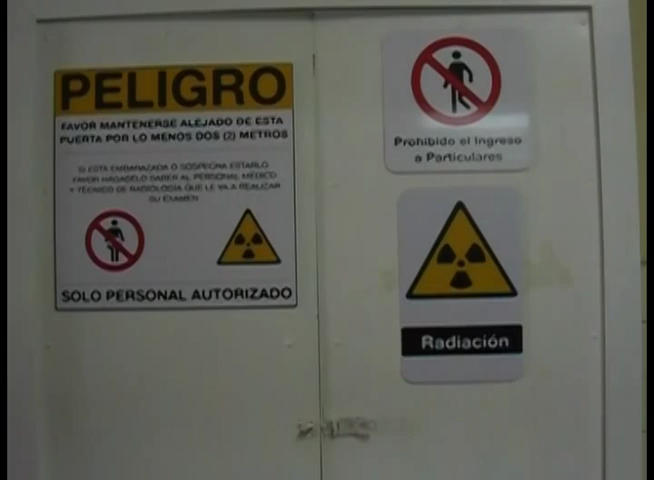 PELIGRO
FAVOR MANTENERSE ALEJADO DE ESTA
PUERTA POR LO MENOS DOS (2) METROS
SI ESTA EMBARAZADA O SOSPECHA ESTARLO
FAVOR HAGASELO SABER AL PERSONAL MEDICO
Y TÉCNICO DE RADIOLOGÍA QUE LE VA A REALIZAR
SU EXAMEN
SOLO PERSONAL AUTORIZADO
Prohibido el Ingreso
a Particulares
Radiación